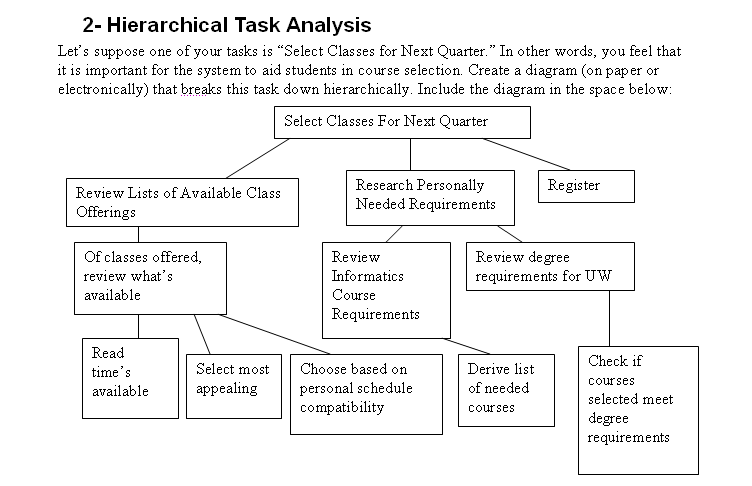 2- Hierarchical Task Analysis
Let's suppose one of your tasks is “Select Classes for Next Quarter.” In other words, you feel that
it is important for the system to aid students in course selection. Create a diagram (on paper or
electronically) that breaks this task down hierarchically. Include the diagram in the space below:
Select Classes For Next Quarter
Review Lists of Available Class
Offerings
Research Personally
Needed Requirements
Register
Of classes offered,
review what's
available
Review
Informatics
Course
Requirements
Review degree
requirements for UW
Read
time's
available
Select most
appealing
Choose based on
personal schedule
compatibility
Derive list
of needed
courses
Check if
courses
selected meet
degree
requirements